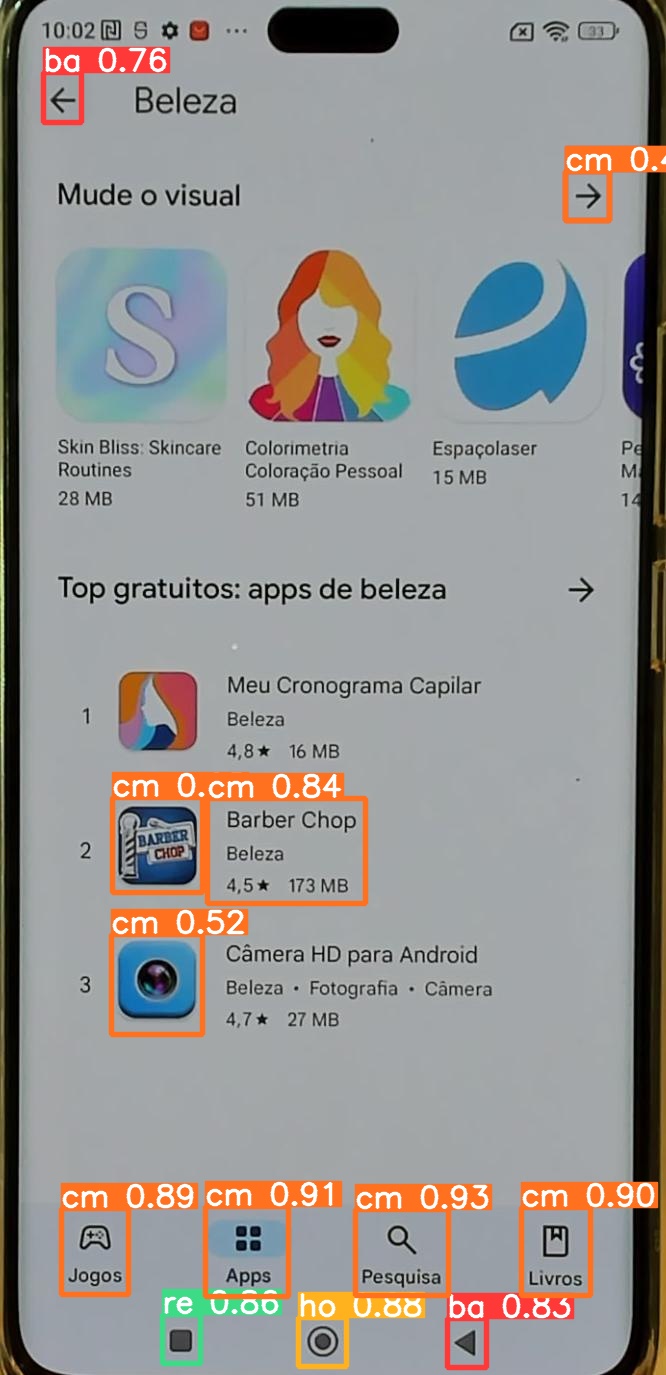 10:02
33
ba 0.76
Beleza
cm 0.4
Mude o visual
S
Skin Bliss: Skincare
Routines
28 MB
Colorimetria
Coloração Pessoal
51 MB
Espaçolaser
15 MB
Pe
Ma
14
Top gratuitos: apps de beleza
1
Meu Cronograma Capilar
Beleza
4,8★ 16 MB
cm 0.
cm 0.84
2
BARBER
CHOP
Barber Chop
Beleza
4,5★ 173 MB
cm 0.52
3
Câmera HD para Android
Beleza • Fotografia • Câmera
4,7★ 27 MB
cm 0.89
cm 0.91
cm 0.93
cm 0.90
Jogos
Apps
Pesquisa
Livros
re 0.86
ho 0.88
ba 0.83